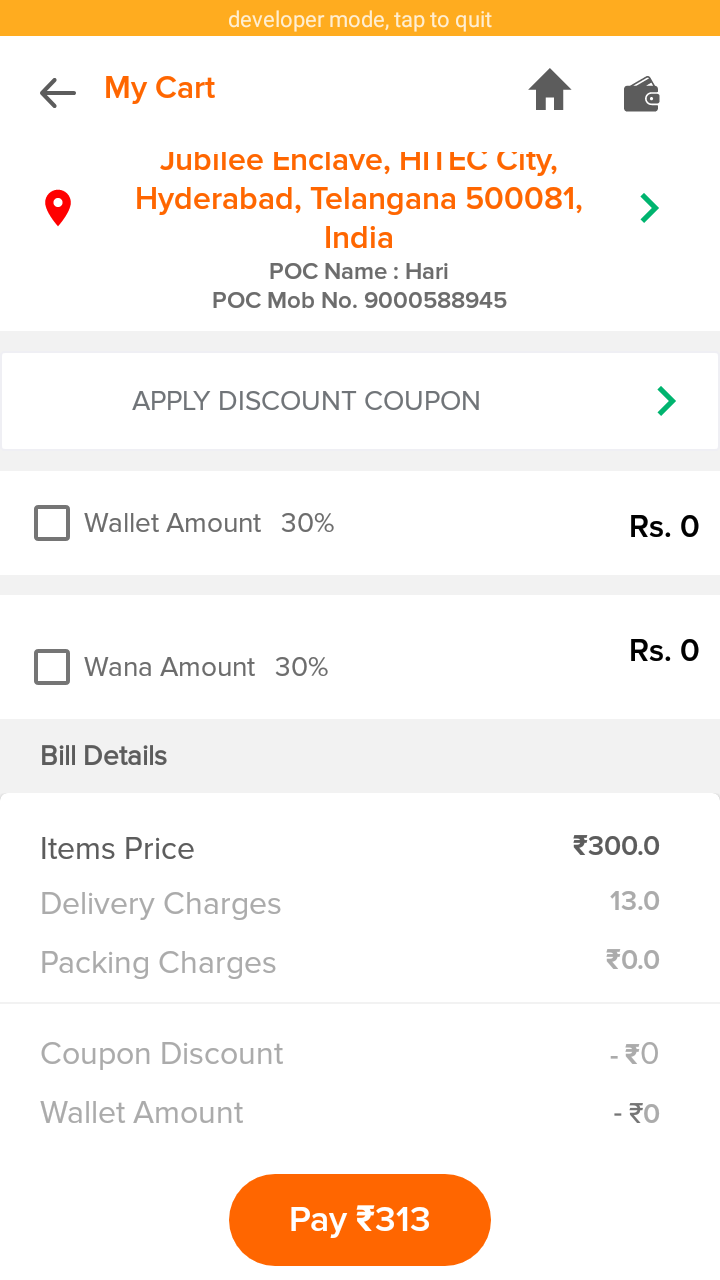 developer mode, tap to quit
My Cart
Jubilee Enclave, HITEC City,
Hyderabad, Telangana 500081,
India
POC Name : Hari
POC Mob No. 9000588945
APPLY DISCOUNT COUPON
Wallet Amount 30% Rs. 0
Wana Amount 30% Rs. 0
Bill Details
Items Price ₹300.0
Delivery Charges 13.0
Packing Charges ₹0.0
Coupon Discount - ₹0
Wallet Amount - ₹0
Pay ₹313